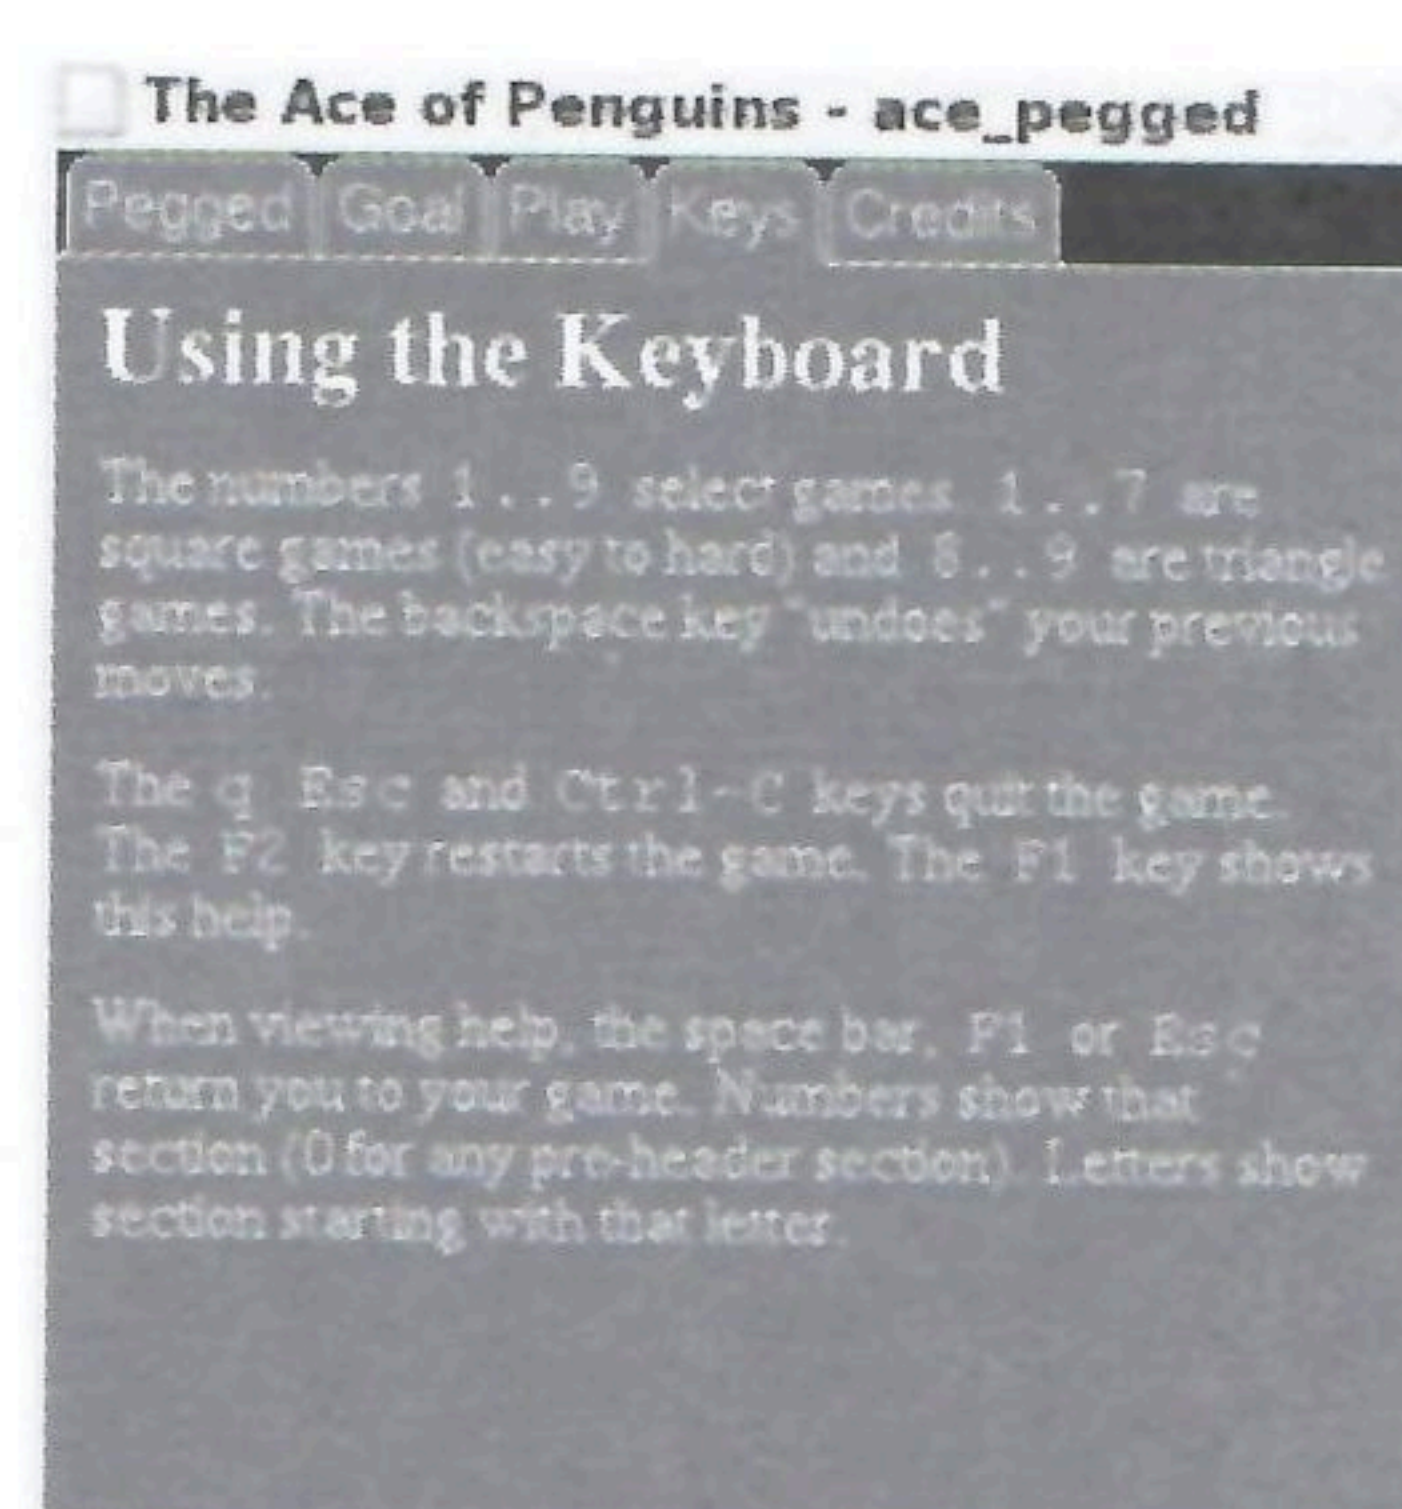 The Ace of Penguins - ace_pegged
Pegged Goal Play Keys Credits
Using the Keyboard
The numbers 1..9 select games 1..7 are
square games (easy to hard) and 8..9 are triangle
games. The backspace key "undoes" your previous
moves.
The q Esc and Ctrl-C keys quit the game.
The F2 key restarts the game. The F1 key shows
this help.
When viewing help, the space bar, F1 or Esc
return you to your game. Numbers show that
section (0 for any pre-header section). Letters show
section starting with that letter.